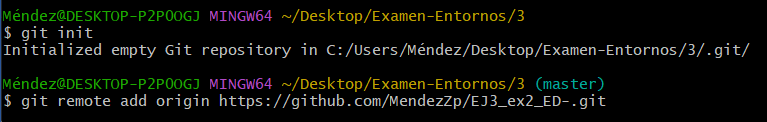 Méndez@DESKTOP-P2PÓOGJ MINGW64 ~/Desktop/Examen-Entornos/3
$ git init
Initialized empty Git repository in C:/Users/Méndez/Desktop/Examen-Entornos/3/.git/
Méndez@DESKTOP-P2PÓOGJ MINGW64 ~/Desktop/Examen-Entornos/3 (master)
$ git remote add origin https://github.com/MendezZp/EJ3_ex2_ED-.git